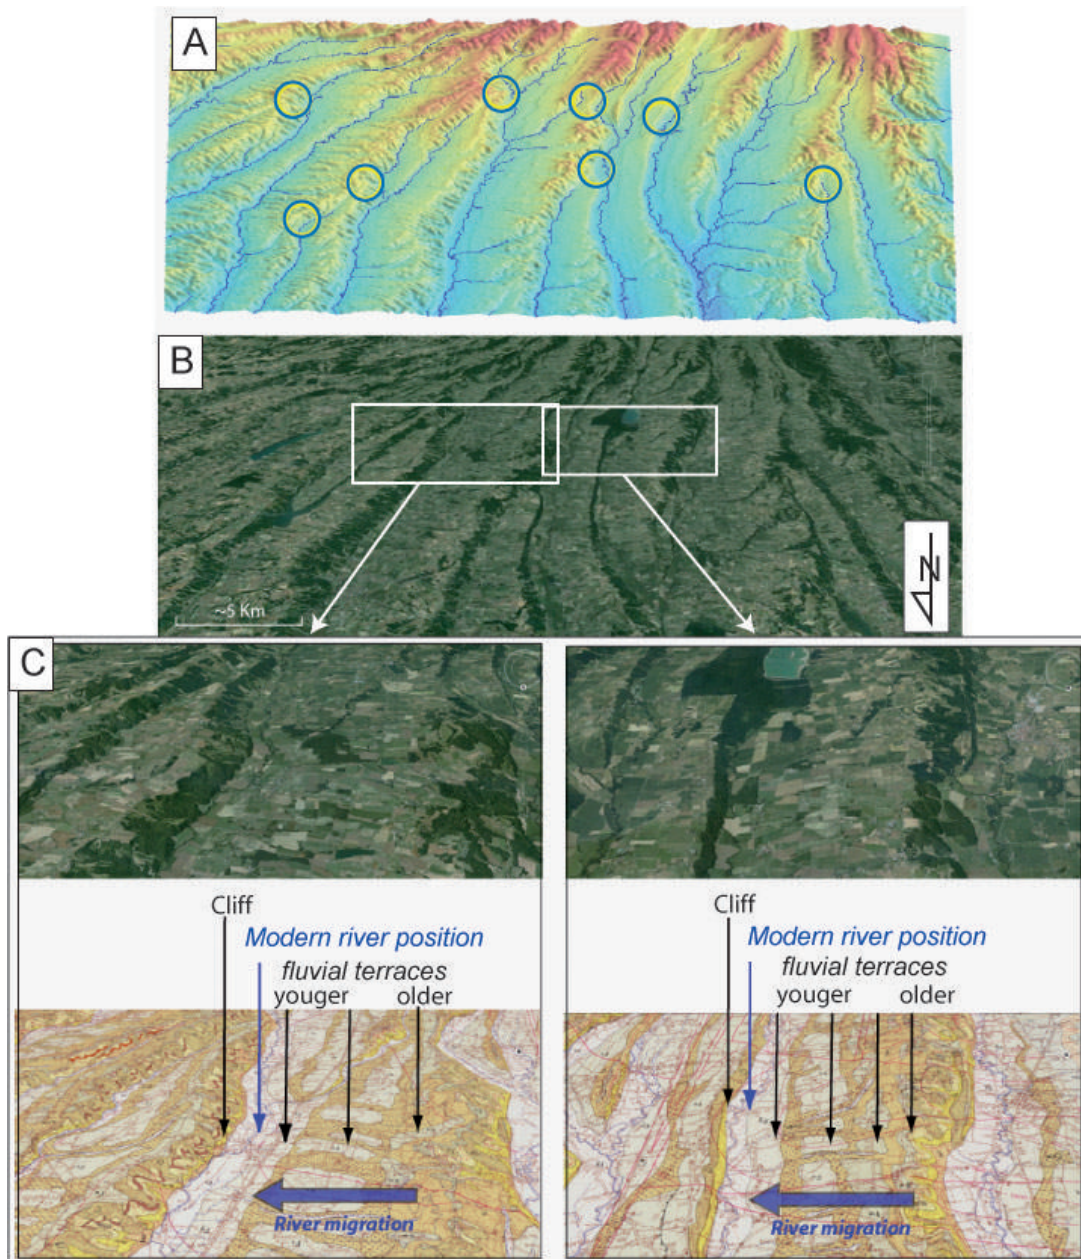 A
B
~5 Km
N
C
Cliff
Modern river position
fluvial terraces
youger older
River migration
Cliff
Modern river position
fluvial terraces
youger older
River migration